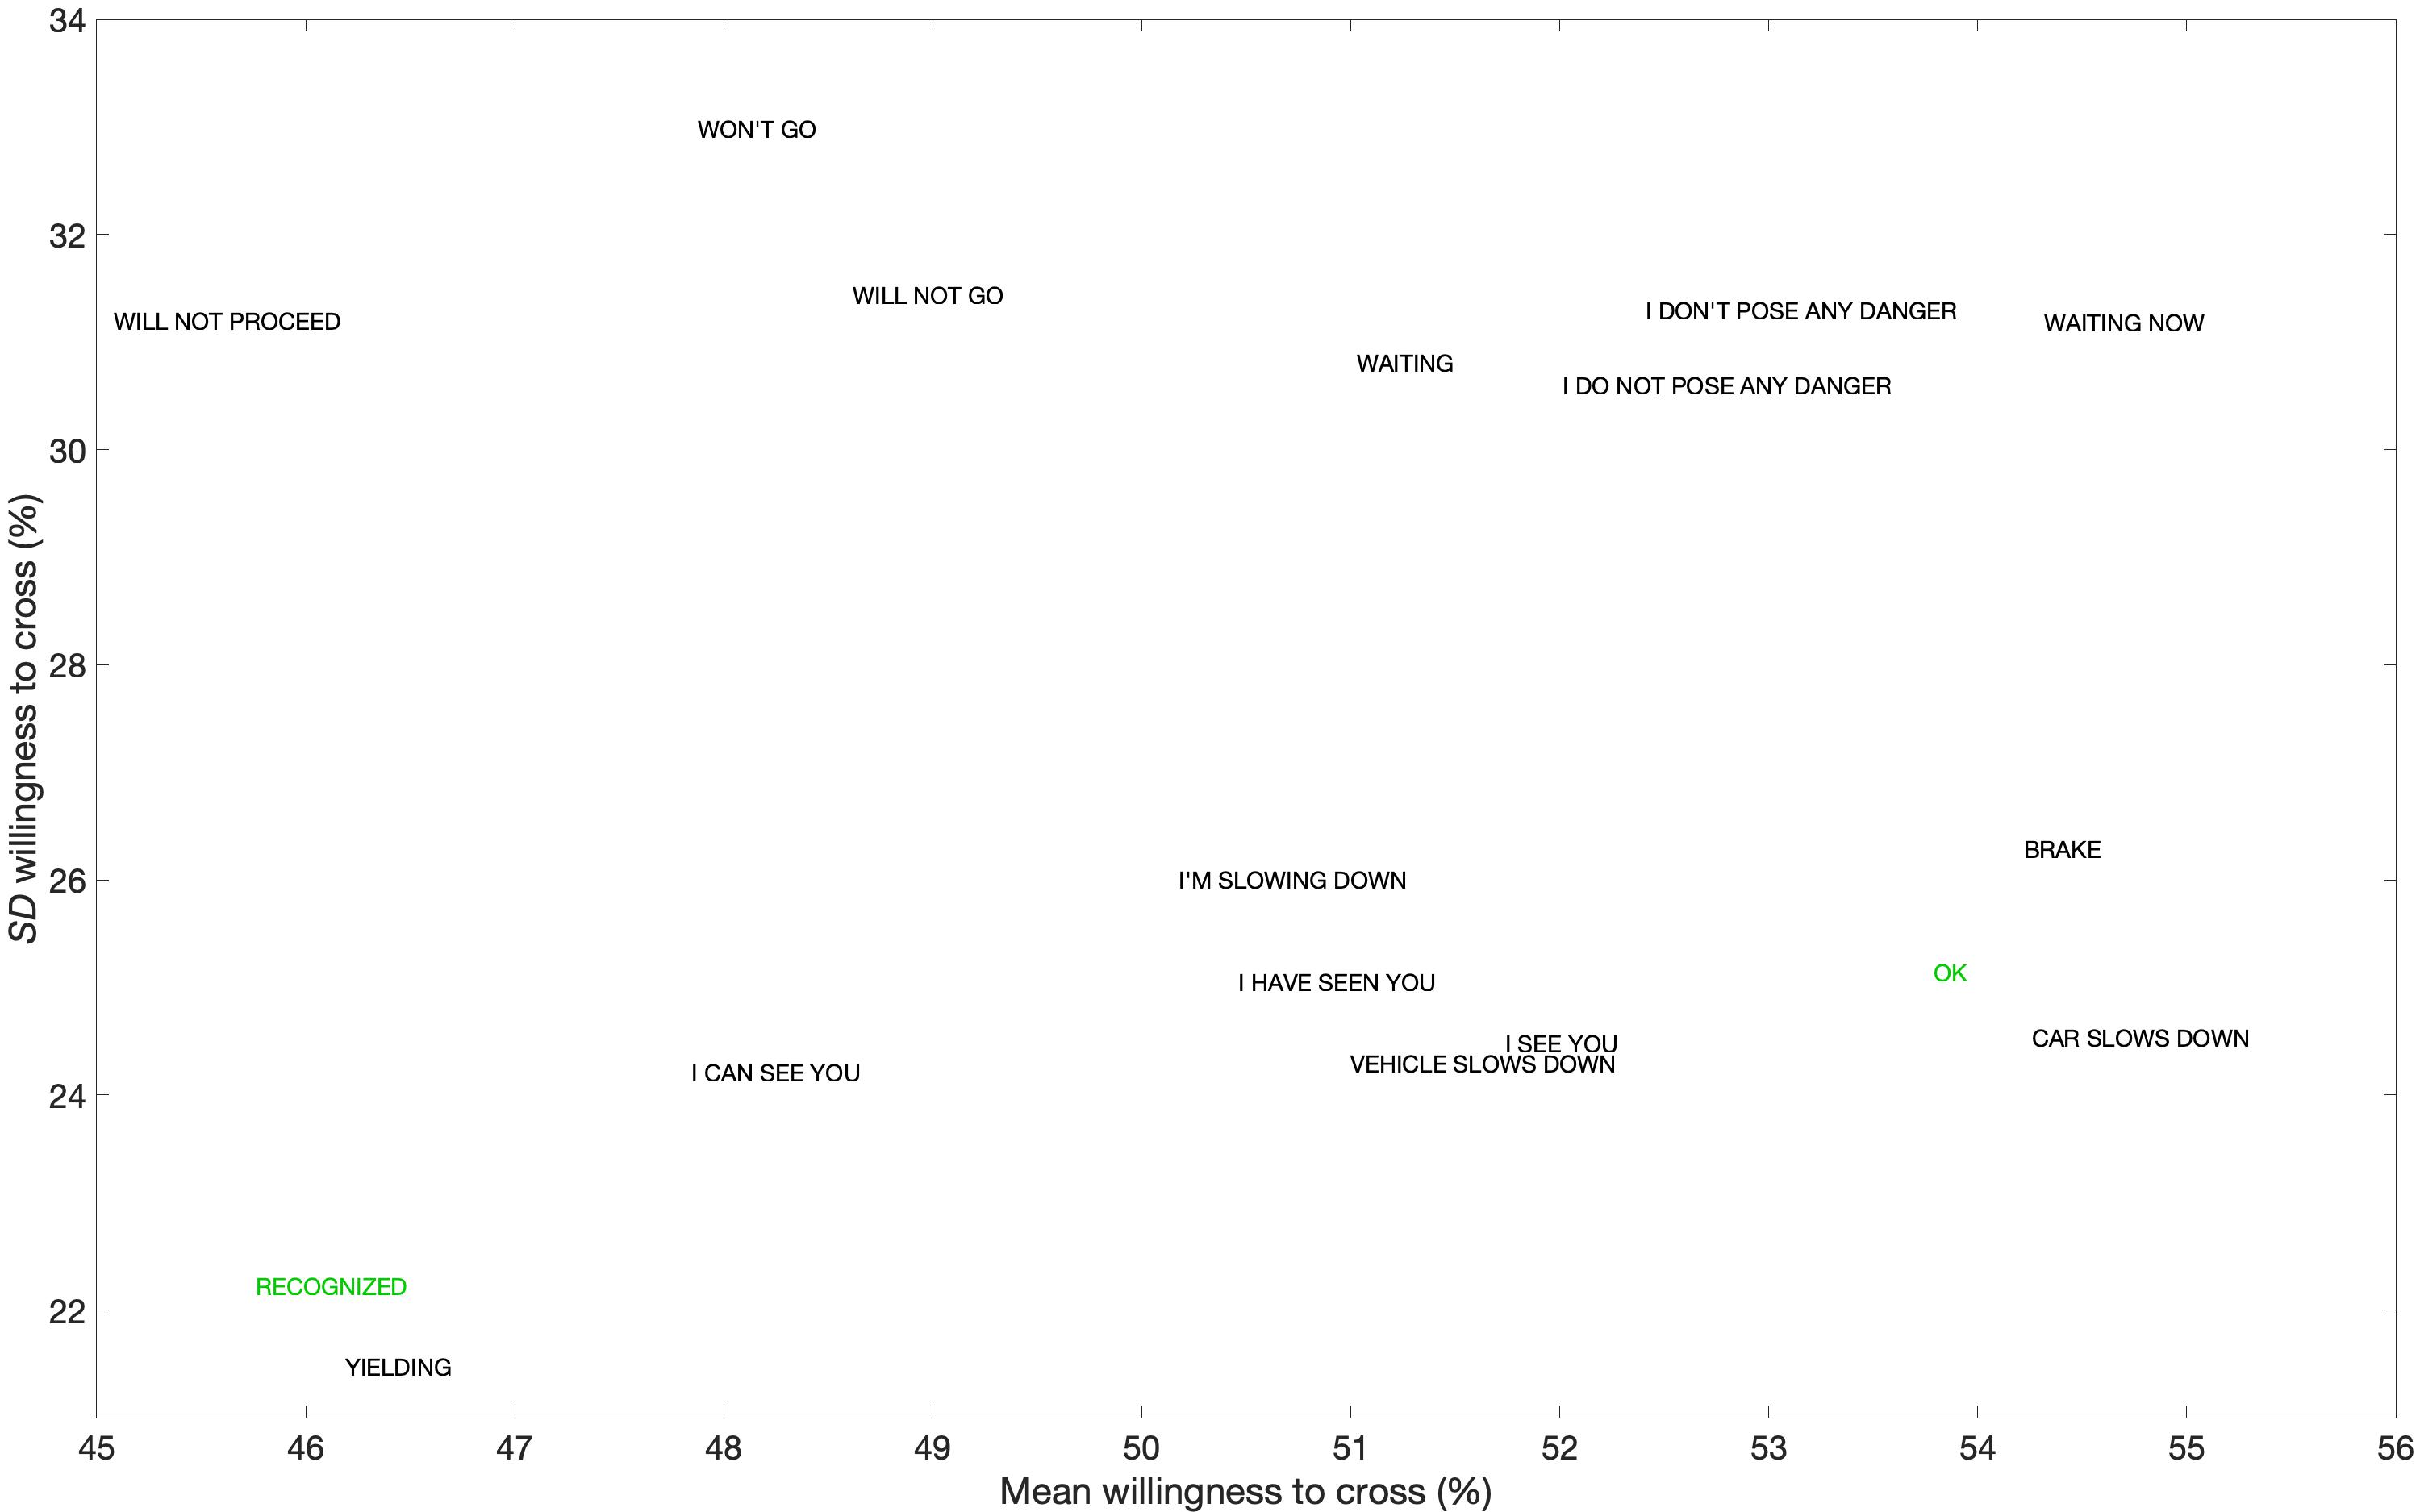 34
WON'T GO
32
WILL NOT GO
I DON'T POSE ANY DANGER
WILL NOT PROCEED
WAITING NOW
WAITING
I DO NOT POSE ANY DANGER
30
SD willingness to cross (%)
28
BRAKE
26
I'M SLOWING DOWN
OK
I HAVE SEEN YOU
CAR SLOWS DOWN
I SEE YOU
VEHICLE SLOWS DOWN
I CAN SEE YOU
24
RECOGNIZED
22
YIELDING
45 46 47 48 49 50 51 52 53 54 55 56
Mean willingness to cross (%)